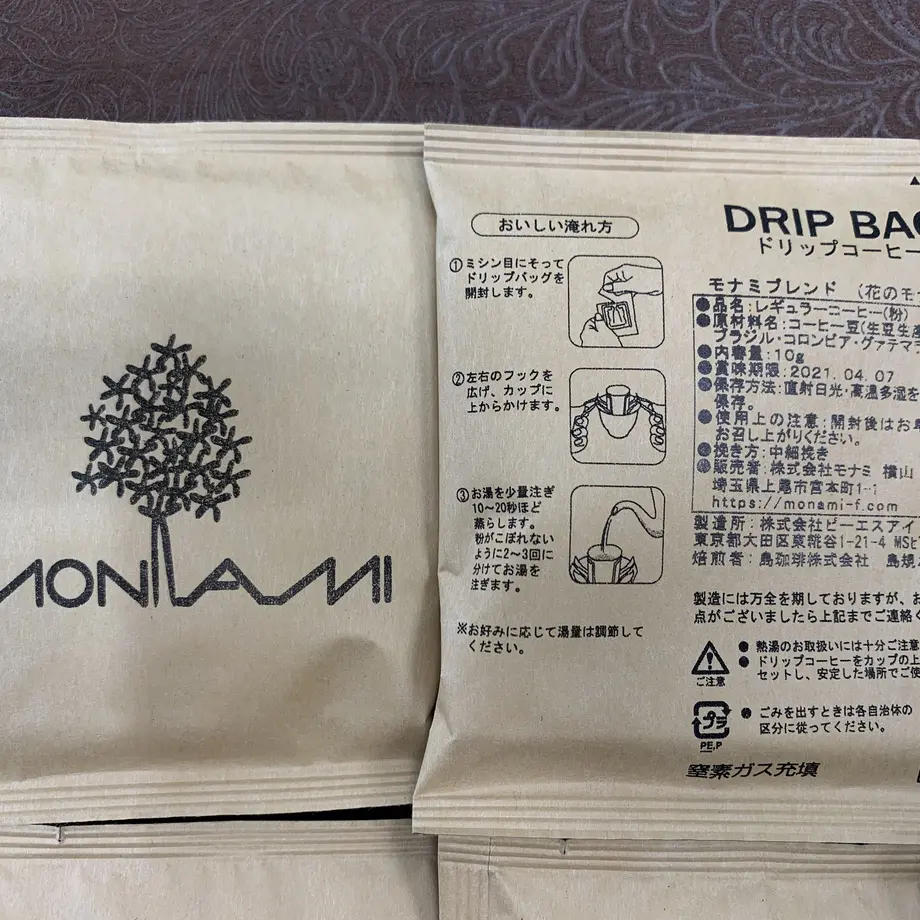 MONAMI
おいしい淹れ方
①ミシン目にそって
ドリップバッグを
開封します。
②左右のフックを
広げ、カップに
上からかけます。
③お湯を少量注ぎ
10〜20秒ほど
蒸らします。
粉がこぼれない
ように2〜3回に
分けてお湯を
注ぎます。
※お好みに応じて湯量は調節して
ください。
DRIP BA
ドリップコーヒー
モナミブレンド (花のモ
●品名:レギュラーコーヒー(粉)
●原材料名:コーヒー豆(生豆生産
ブラジル・コロンビア・グァテマ
●内容量:10g
●賞味期限:2021.04.07
●保存方法:直射日光・高温多湿を
保存。
●使用上の注意:開封後はお早
お召し上がりください。
●挽き方:中細挽き
●販売者:株式会社モナミ 横山
埼玉県上尾市宮本町1-1
https://monami-f.com
製造所:株式会社ピーエスアイ
東京都大田区東糀谷1-21-4 MSビ
焙煎者:島珈琲株式会社 島規
製造には万全を期しておりますが、お
点がございましたら上記までご連絡く
ご注意
●熱湯のお取扱いには十分ご注意
●ドリップコーヒーをカップの上
セットし、安定した場所でご使
プラ
PE,P
●ごみを出すときは各自治体の
区分に従ってください。
窒素ガス充填